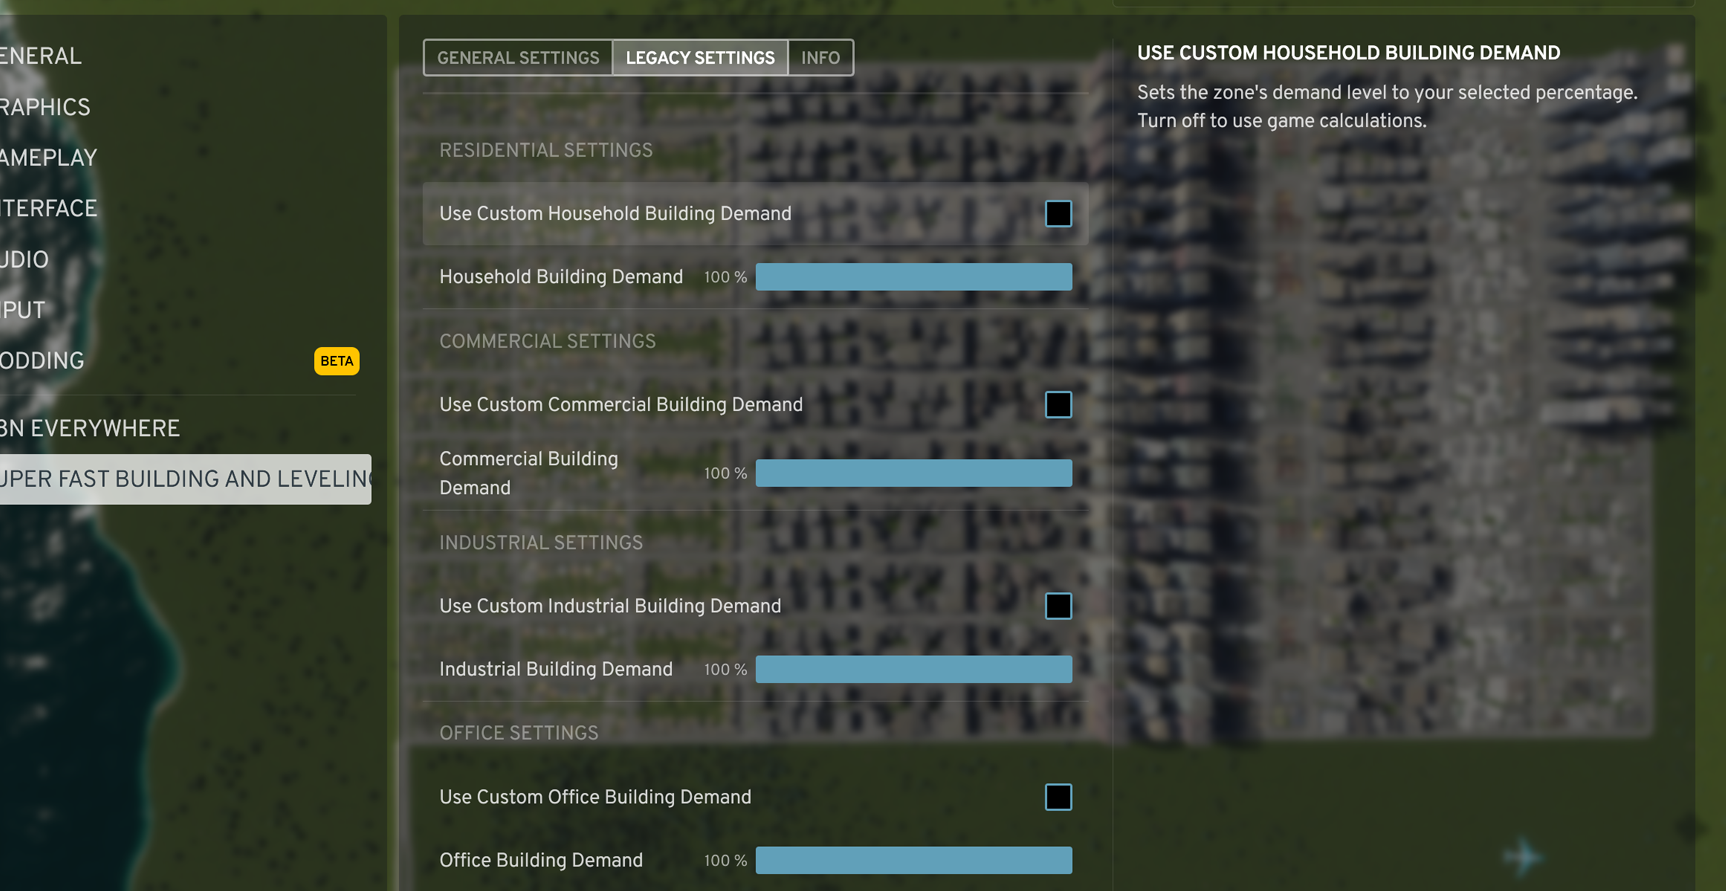 ENERAL
RAPHICS
AMEPLAY
NTERFACE
UDIO
NPUT
ODDING
BETA
8N EVERYWHERE
UPER FAST BUILDING AND LEVELING
GENERAL SETTINGS
LEGACY SETTINGS
INFO
RESIDENTIAL SETTINGS
Use Custom Household Building Demand
Household Building Demand 100 %
COMMERCIAL SETTINGS
Use Custom Commercial Building Demand
Commercial Building
Demand
100 %
INDUSTRIAL SETTINGS
Use Custom Industrial Building Demand
Industrial Building Demand 100 %
OFFICE SETTINGS
Use Custom Office Building Demand
Office Building Demand 100 %
USE CUSTOM HOUSEHOLD BUILDING DEMAND
Sets the zone's demand level to your selected percentage.
Turn off to use game calculations.